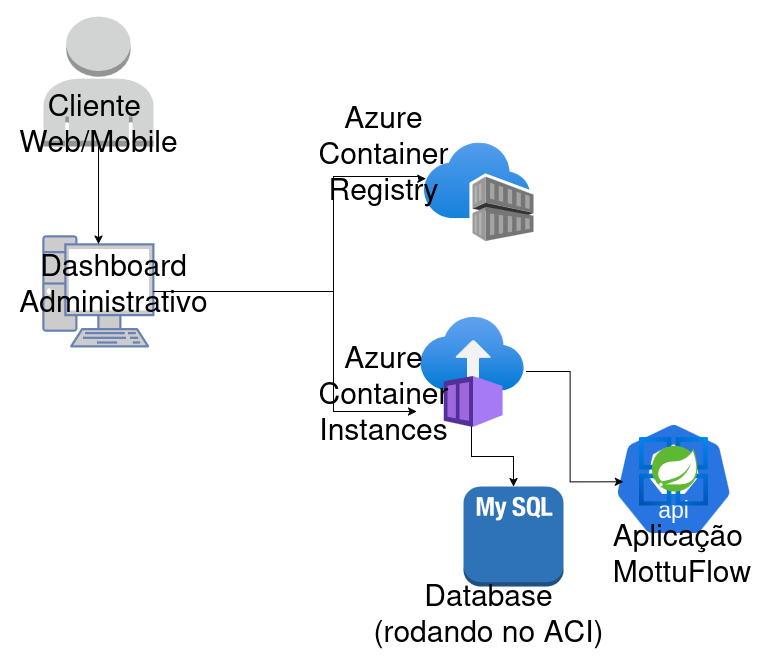 Cliente
Web/Mobile
Azure
Container
Registry
Dashboard
Administrativo
Azure
Container
Instances
My SQL
api
Aplicação
MottuFlow
Database
(rodando no ACI)